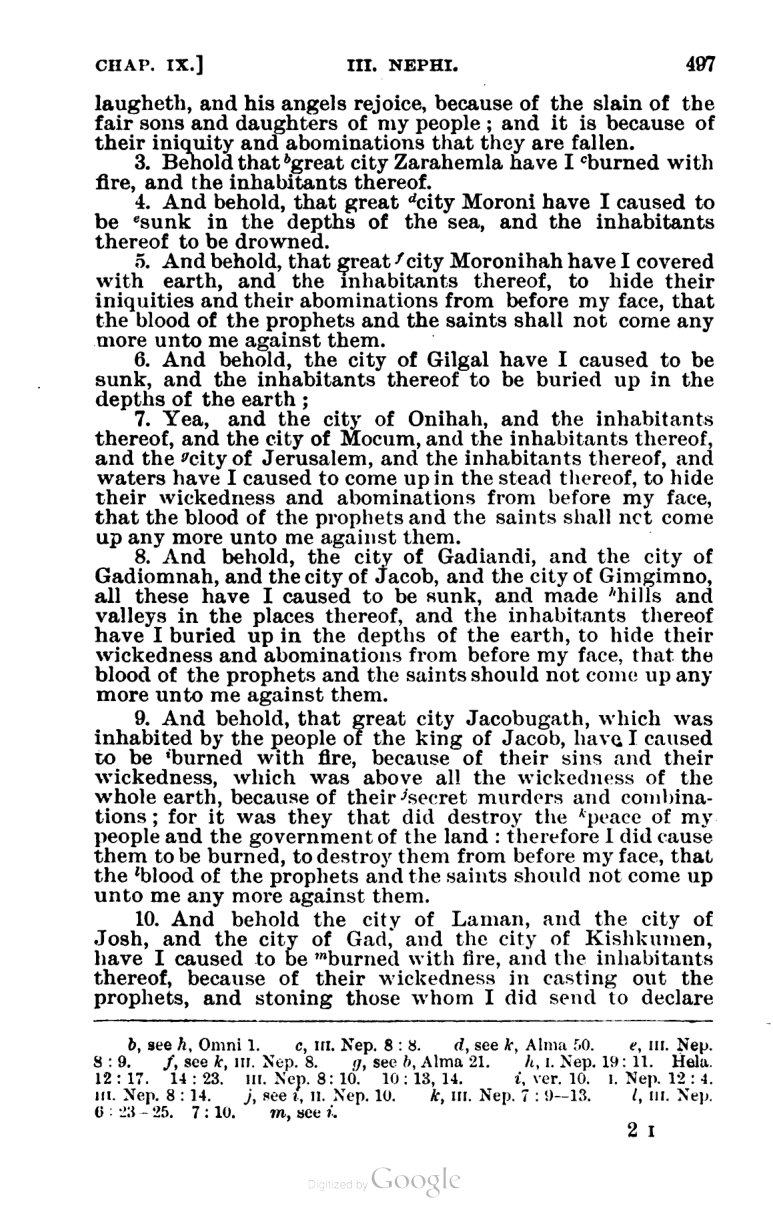 CHAP. IX.] III. NEPHI. 497
laugheth, and his angels rejoice, because of the slain of the
fair sons and daughters of my people ; and it is because of
their iniquity and abominations that they are fallen.
3. Behold that ᵇgreat city Zarahemla have I ᶜburned with
fire, and the inhabitants thereof.
4. And behold, that great ᵈcity Moroni have I caused to
be ᵉsunk in the depths of the sea, and the inhabitants
thereof to be drowned.
5. And behold, that great ᶠcity Moronihah have I covered
with earth, and the inhabitants thereof, to hide their
iniquities and their abominations from before my face, that
the blood of the prophets and the saints shall not come any
more unto me against them.
6. And behold, the city of Gilgal have I caused to be
sunk, and the inhabitants thereof to be buried up in the
depths of the earth ;
7. Yea, and the city of Onihah, and the inhabitants
thereof, and the city of Mocum, and the inhabitants thereof,
and the ᵍcity of Jerusalem, and the inhabitants thereof, and
waters have I caused to come up in the stead thereof, to hide
their wickedness and abominations from before my face,
that the blood of the prophets and the saints shall not come
up any more unto me against them.
8. And behold, the city of Gadiandi, and the city of
Gadiomnah, and the city of Jacob, and the city of Gimgimno,
all these have I caused to be sunk, and made ʰhills and
valleys in the places thereof, and the inhabitants thereof
have I buried up in the depths of the earth, to hide their
wickedness and abominations from before my face, that the
blood of the prophets and the saints should not come up any
more unto me against them.
9. And behold, that great city Jacobugath, which was
inhabited by the people of the king of Jacob, have I caused
to be ⁱburned with fire, because of their sins and their
wickedness, which was above all the wickedness of the
whole earth, because of their ʲsecret murders and combina-
tions ; for it was they that did destroy the ᵏpeace of my
people and the government of the land : therefore I did cause
them to be burned, to destroy them from before my face, that
the ˡblood of the prophets and the saints should not come up
unto me any more against them.
10. And behold the city of Laman, and the city of
Josh, and the city of Gad, and the city of Kishkumen,
have I caused to be ᵐburned with fire, and the inhabitants
thereof, because of their wickedness in casting out the
prophets, and stoning those whom I did send to declare
b, see h, Omni 1. c, III. Nep. 8 : 8. d, see k, Alma 50. e, III. Nep.
8 : 9. f, see k, III. Nep. 8. g, see b, Alma 21. h, I. Nep. 19 : 11. Hela.
12 : 17. 14 : 23. III. Nep. 8 : 10. 10 : 13, 14. i, ver. 10. I. Nep. 12 : 4.
III. Nep. 8 : 14. j, see i, II. Nep. 10. k, III. Nep. 7 : 9--13. l, III. Nep.
6 : 23 – 25. 7 : 10. m, see i.
2 I
Digitized by Google